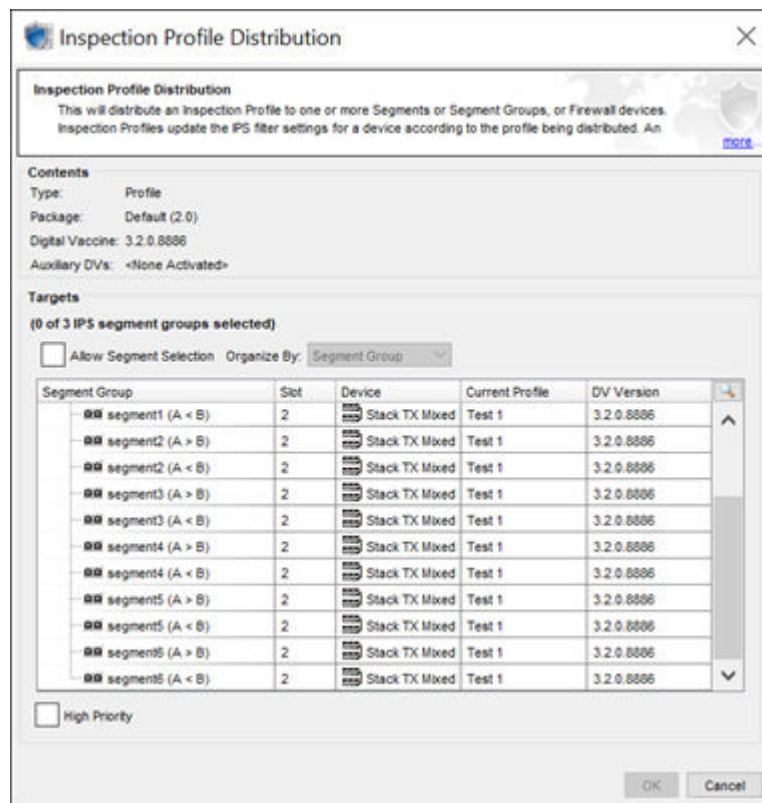 Inspection Profile Distribution
Inspection Profile Distribution
This will distribute an Inspection Profile to one or more Segments or Segment Groups, or Firewall devices.
Inspection Profiles update the IPS filter settings for a device according to the profile being distributed. An
more...
Contents
Type: Profile
Package: Default (2.0)
Digital Vaccine: 3.2.0.8886
Auxiliary DVs: <None Activated>
Targets
(0 of 3 IPS segment groups selected)
Allow Segment Selection Organize By: Segment Group
Segment Group Slot Device Current Profile DV Version
segment1 (A < B) 2 Stack TX Mixed Test 1 3.2.0.8886
segment2 (A > B) 2 Stack TX Mixed Test 1 3.2.0.8886
segment2 (A < B) 2 Stack TX Mixed Test 1 3.2.0.8886
segment3 (A > B) 2 Stack TX Mixed Test 1 3.2.0.8886
segment3 (A < B) 2 Stack TX Mixed Test 1 3.2.0.8886
segment4 (A > B) 2 Stack TX Mixed Test 1 3.2.0.8886
segment4 (A < B) 2 Stack TX Mixed Test 1 3.2.0.8886
segment5 (A > B) 2 Stack TX Mixed Test 1 3.2.0.8886
segment5 (A < B) 2 Stack TX Mixed Test 1 3.2.0.8886
segment6 (A > B) 2 Stack TX Mixed Test 1 3.2.0.8886
segment6 (A < B) 2 Stack TX Mixed Test 1 3.2.0.8886
High Priority
OK Cancel